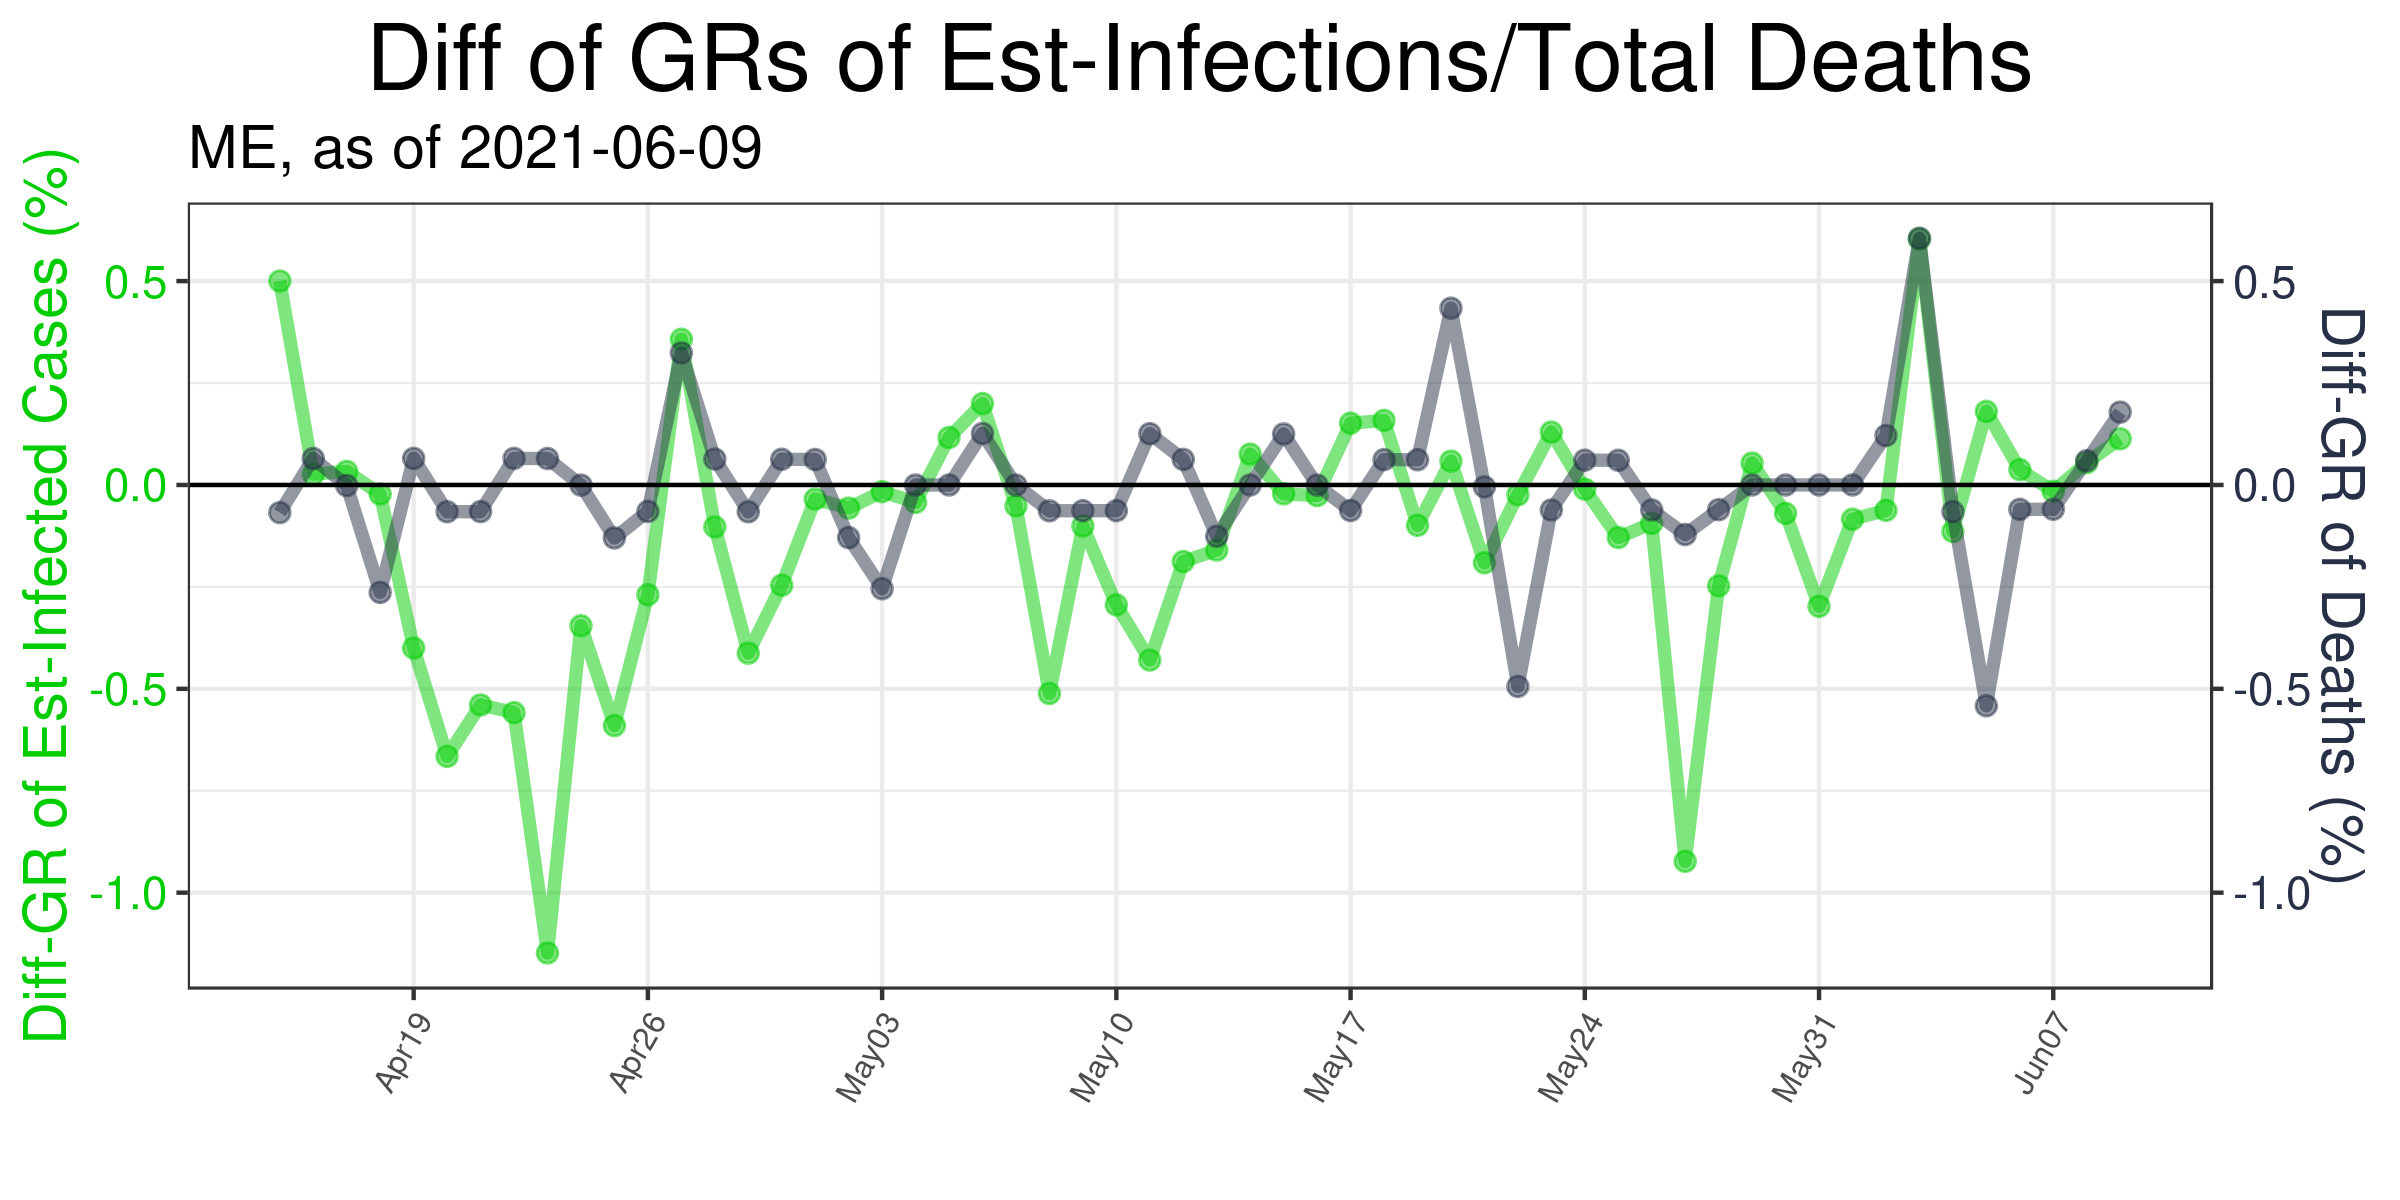 Diff of GRs of Est-Infections/Total Deaths
ME, as of 2021-06-09
Diff-GR of Est-Infected Cases (%)
0.5
0.0
-0.5
-1.0
0.5
0.0
-0.5
-1.0
Diff-GR of Deaths (%)
Apr19
Apr26
May03
May10
May17
May24
May31
Jun07